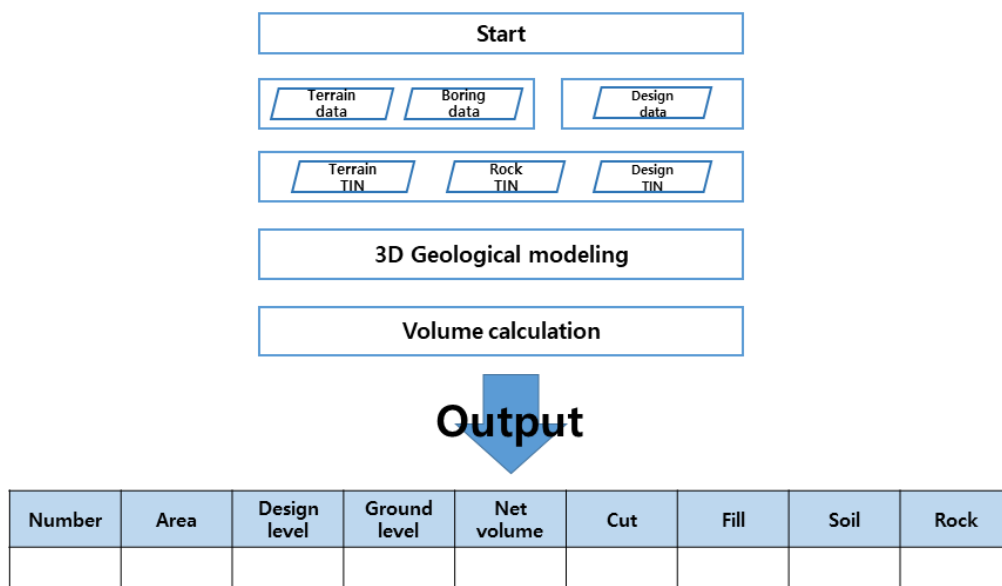 Start
Terrain
data
Boring
data
Design
data
Terrain
TIN
Rock
TIN
Design
TIN
3D Geological modeling
Volume calculation
Output
Number
Area
Design
level
Ground
level
Net
volume
Cut
Fill
Soil
Rock